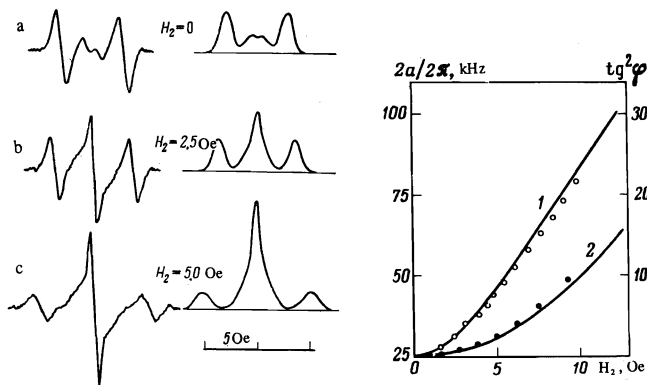 a
H₂=0
b
H₂=2,5 Oe
c
H₂=5,0 Oe
5 Oe
2a/2π, kHz
tg²φ
100
75
50
25
30
20
10
1
2
0
5
10
H₂, Oe